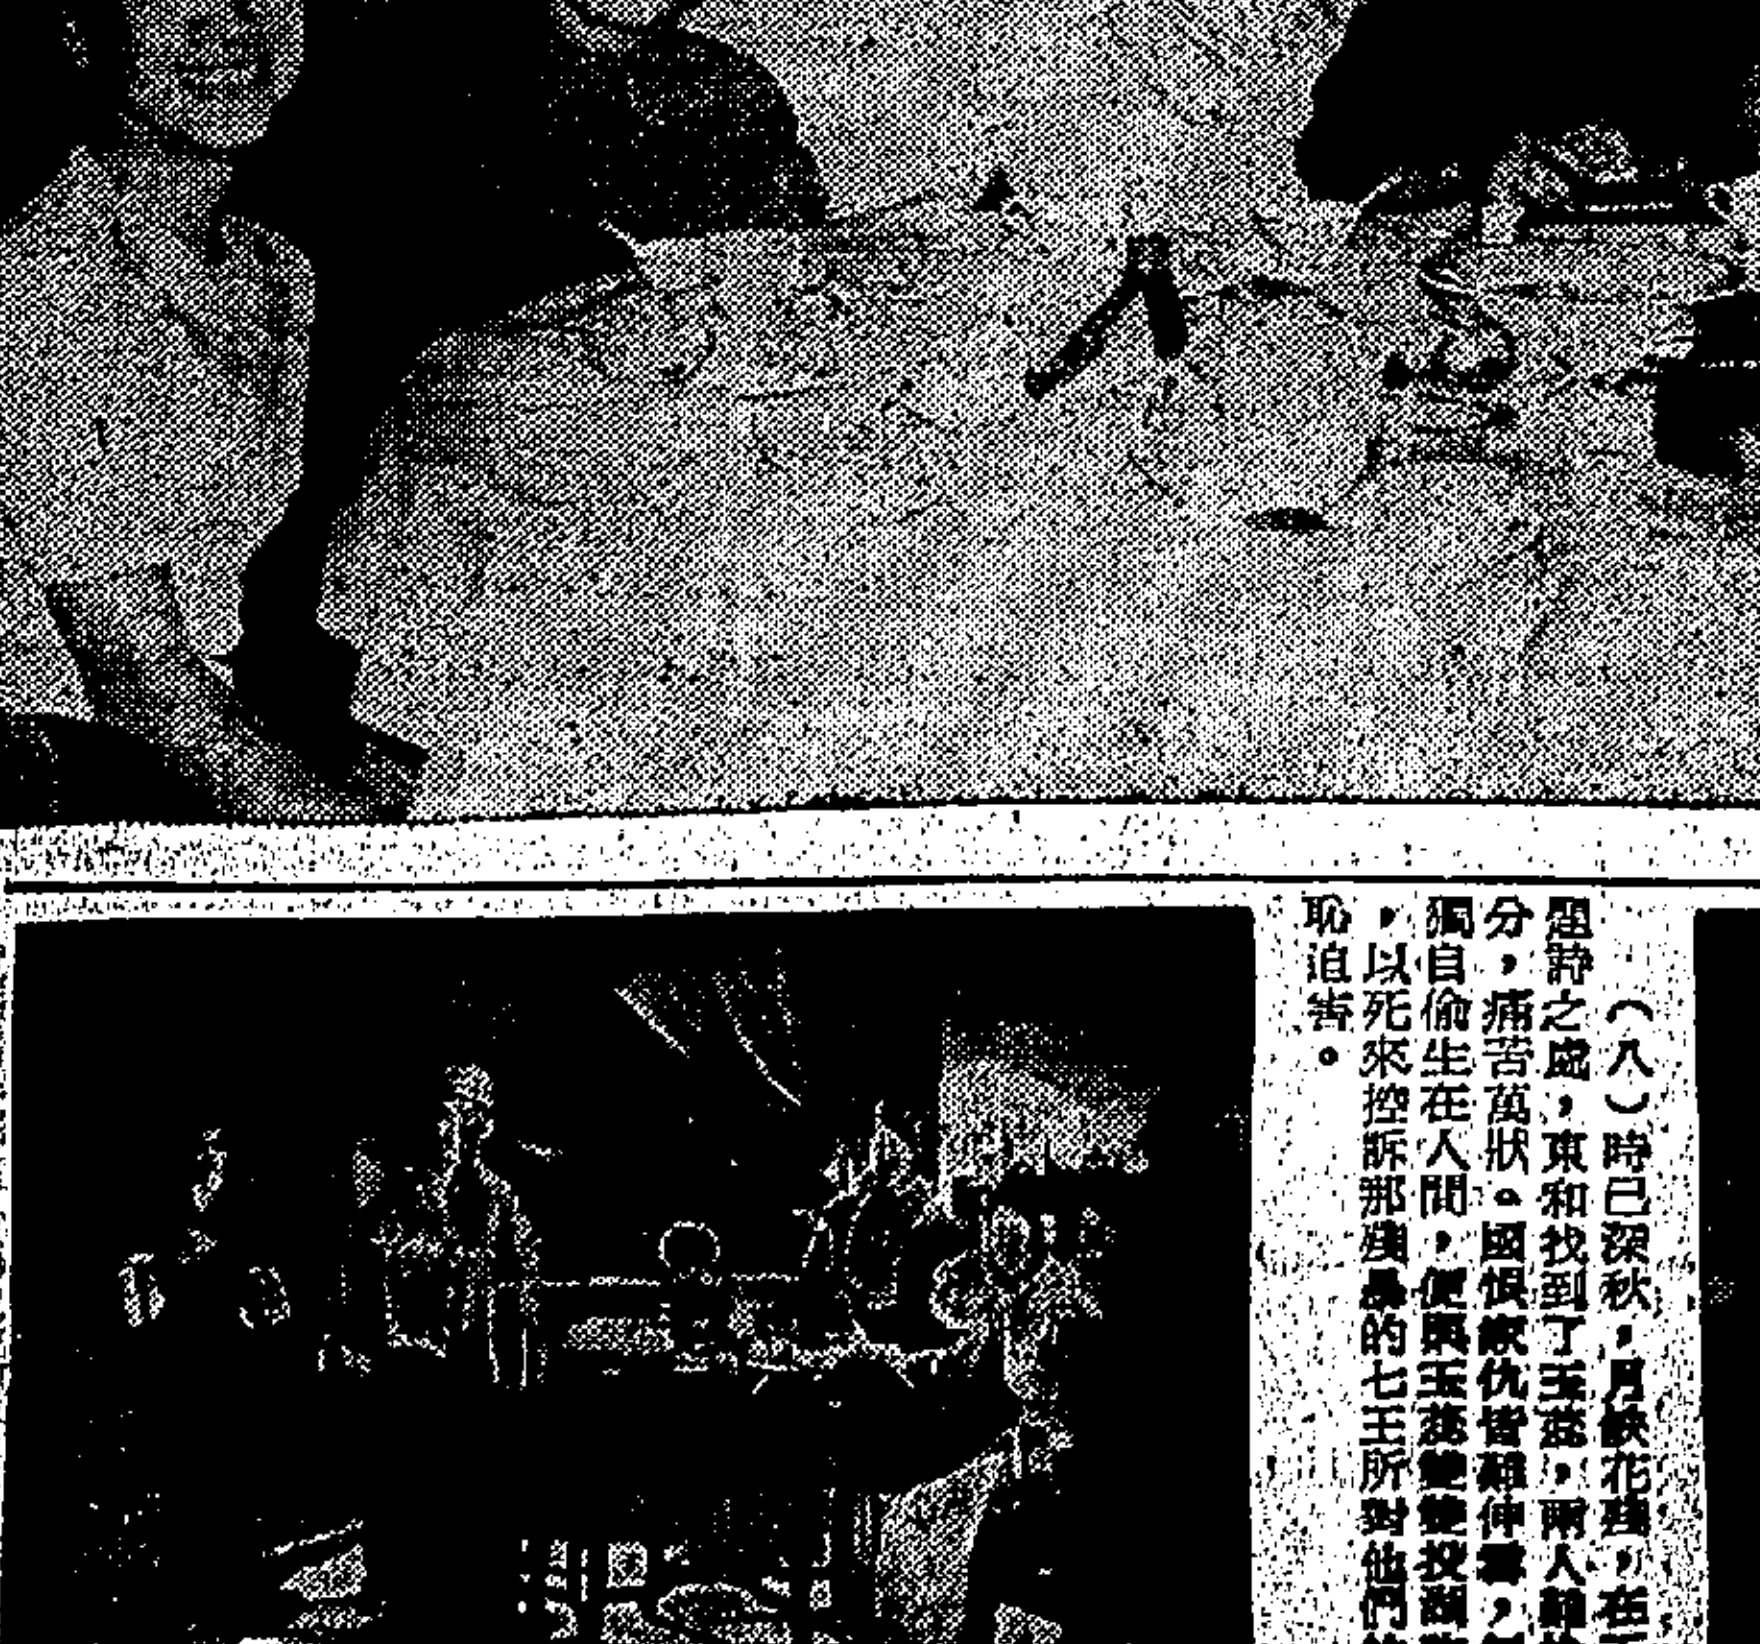 （八）時已深秋，月缺花殘，在
題詩之處，東和找到了玉蕊，兩人
分，痛苦萬狀。國恨家仇皆難伸
獨自偷生在人間，便與玉蕊雙雙投
，以死來控訴那殘暴的七王所對他們
恥迫害。